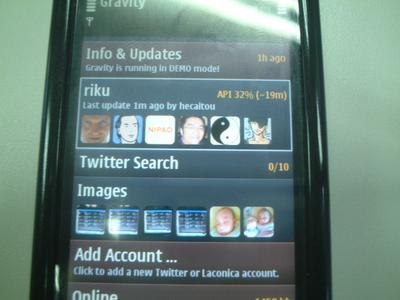 Gravity
Info & Updates 1h ago
Gravity is running in DEMO mode!
riku API 32% (~19m)
Last update 1m ago by hecaitou
NIPAO
Twitter Search 0/10
Images
Add Account ...
Click to add a new Twitter or Laconica account.
Online